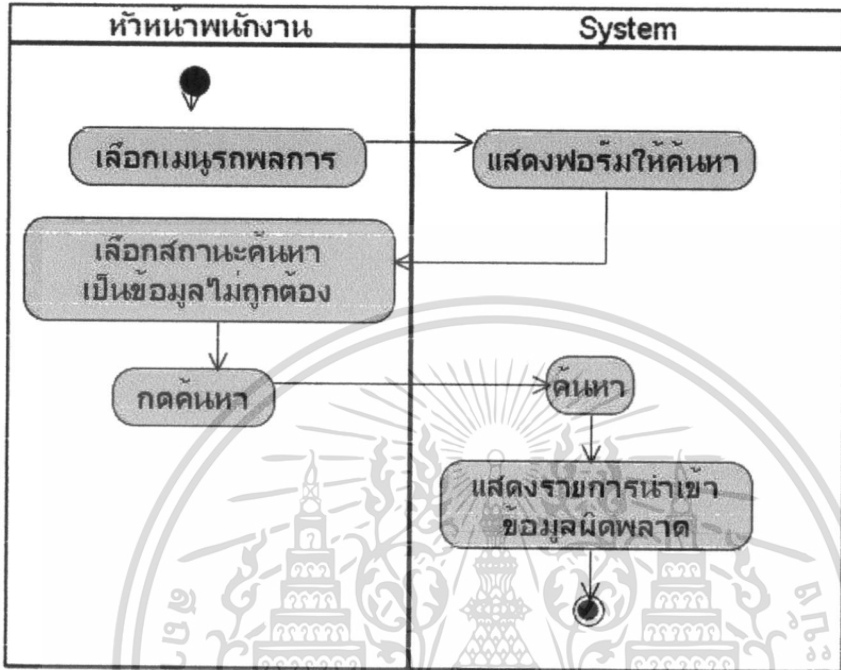 หัวหน้าพนักงาน
System
เลือกเมนูรถพลการ
แสดงฟอร์มให้ค้นหา
เลือกสถานะค้นหา
เป็นข้อมูลไม่ถูกต้อง
กดค้นหา
ค้นหา
แสดงรายการนำเข้า
ข้อมูลผิดพลาด